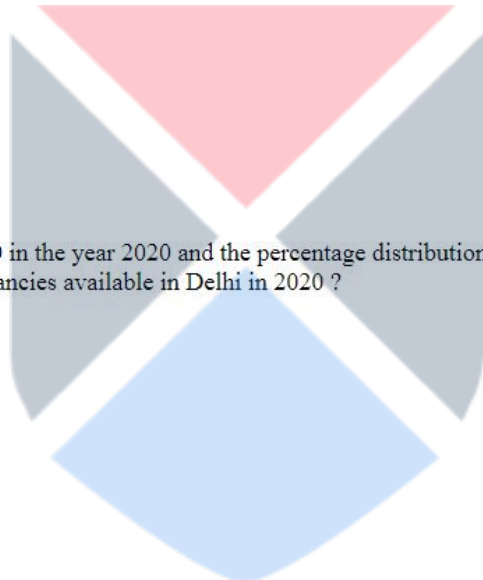 in the year 2020 and the percentage distribution
ancies available in Delhi in 2020 ?